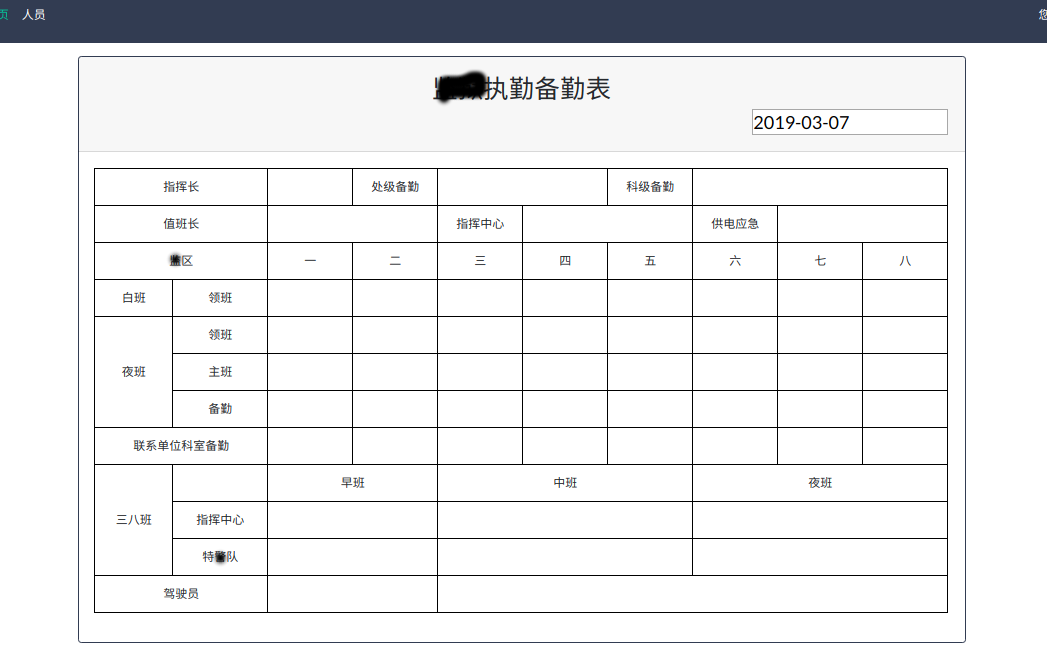 页 人员 您
执勤备勤表
2019-03-07
指挥长 处级备勤 科级备勤
值班长 指挥中心 供电应急
区 一 二 三 四 五 六 七 八
白班 领班
领班
夜班 主班
备勤
联系单位科室备勤
早班 中班 夜班
三八班 指挥中心
特 队
驾驶员